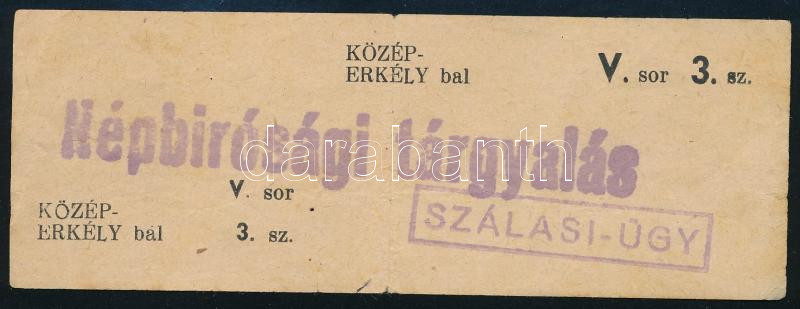 KÖZÉP-
ERKÉLY bal
V. sor 3. sz.
Népbirósági tárgyalás
darabanth
V. sor
KÖZÉP-
ERKÉLY bal
3. sz.
SZÁLASI-ÜGY